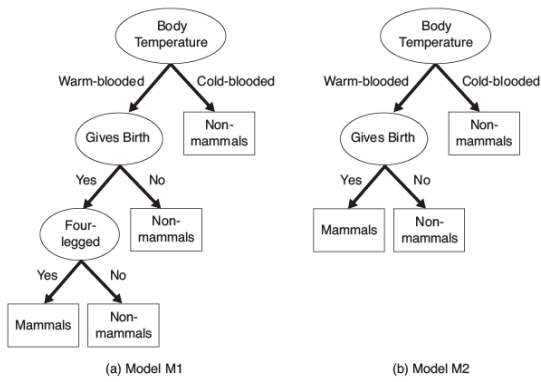 Body
Temperature
Warm-blooded
Cold-blooded
Gives Birth
Non-
mammals
Yes
No
Four-
legged
Non-
mammals
Yes
No
Mammals
Non-
mammals
(a) Model M1
Body
Temperature
Warm-blooded
Cold-blooded
Gives Birth
Non-
mammals
Yes
No
Mammals
Non-
mammals
(b) Model M2